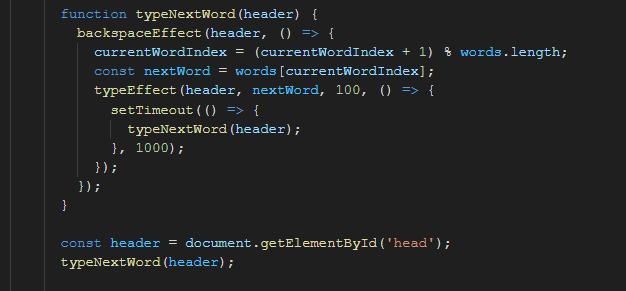 function typeNextWord(header) {
  backspaceEffect(header, () => {
    currentWordIndex = (currentWordIndex + 1) % words.length;
    const nextWord = words[currentWordIndex];
    typeEffect(header, nextWord, 100, () => {
      setTimeout(() => {
        typeNextWord(header);
      }, 1000);
    });
  });
}

const header = document.getElementById('head');
typeNextWord(header);